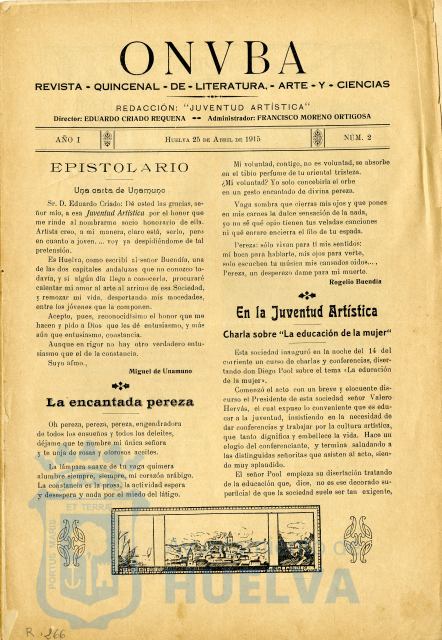 ONVBA
REVISTA - QUINCENAL - DE - LITERATURA, - ARTE - Y - CIENCIAS
REDACCIÓN: "JUVENTUD ARTÍSTICA"
Director: EDUARDO CRIADO REQUENA -- Administrador: FRANCISCO MORENO ORTIGOSA
AÑO I
HUELVA 25 DE ABRIL DE 1915
NÚM. 2
EPISTOLARIO
Una carta de Unamuno
Sr. D. Eduardo Criado: Dé usted las gracias, se-
ñor mio, a esa Juventud Artística por el honor que
me rinde al nombrarme socio honorario de ella.
Artista creo, a mi manera, claro está, serlo, pero
en cuanto a joven... .. voy ya despidiéndome de tal
pretensión.
Es Huelva, como escribí al señor Buendía, una
de las dos capitales andaluzas que no conozco to-
davía, y si algún día llego a conocerla, procuraré
calentar mi amor al arte al arrimo de esa Sociedad,
y remozar mi vida, despertando mis mocedades,
entre los jóvenes que la componen.
Acepto, pues, reconocidísimo el honor que me
hacen y pido a Dios que les dé entusiasmo, y más
aún que entusiasmo, constancia.
Aunque en rigor no hay otro verdadero entu-
siasmo que el de la constancia.
Suyo afmo.,
Miguel de Unamuno
La encantada pereza
Oh pereza, pereza, pereza, engendradora
de todos los ensueños y todos los deleites,
déjame que te nombre mi única señora
y te unja de rosas y olorosos aceites.
La lámpara suave de tu vaga quimera
alumbre siempre, siempre, mi corazón arábigo.
La constancia es la prosa, la actividad espera
y desespera y anda por el miedo del látigo.
Mi voluntad, contigo, no es voluntad, se absorbe
en el tibio perfume de tu oriental tristeza.
¿Mi voluntad? Yo solo concebiría el orbe
en un gesto encantado de divina pereza.
Vaga sombra que cierras mis ojos y que pones
en mis carnes la dulce sensación de la nada,
yo no sé qué opio tienen tus veladas canciones
ni qué esrare encierra el filo de tu espada.
Pereza: sólo vivan para ti mis sentidos:
mi boca para hablarte, mis ojos para verte,
solo escuchen tu música mis cansados oidos...,
Pereza, un desperezo dame para mi muerte.
Rogelio Buendía
En la Juventud Artística
Charla sobre "La educación de la mujer"
Esta sociedad inauguró en la noche del 14 del
corriente un curso de charlas y conferencias, diser-
tando don Diego Pool sobre el tema «La educación
de la mujer».
Comenzó el acto con un breve y elocuente dis-
curso el Presidente de esta sociedad señor Valero
Hervás, el cual expuso lo conveniente que es edu-
car a la juventud, insistiendo en la necesidad de
dar conferencias y trabajar por la cultura artística,
que tanto dignifica y embellece la vida. Hace un
elogio del conferenciante, y termina saludando a
las distinguidas señoritas que asisten al acto, sien-
do muy aplaudido.
El señor Pool empieza su disertación tratando
de la educación que, dice, no es ese decorado su-
perficial de que la sociedad suele ser tan exigente,
ET TERRÆ
PORTUS MARIS
HUELVA
R. 266